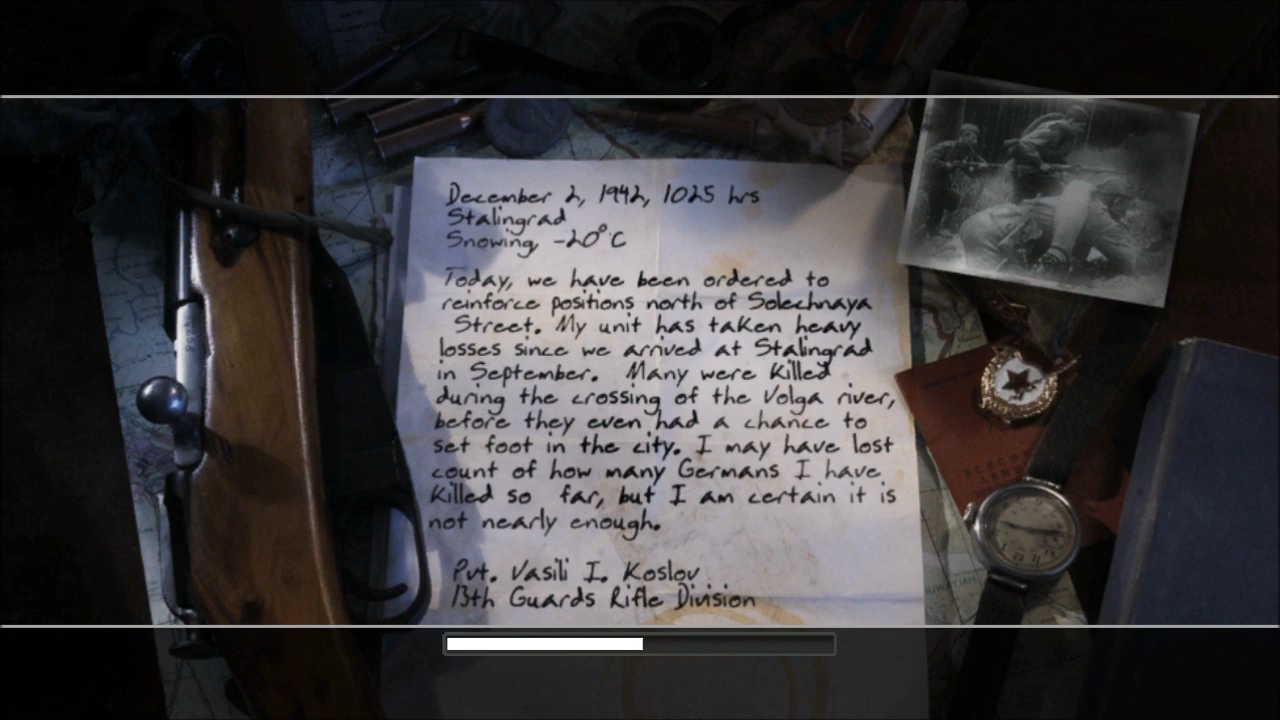 December 2, 1942, 1025 hrs
Stalingrad
Snowing, -20°C
Today, we have been ordered to
reinforce positions north of Solechnaya
Street. My unit has taken heavy
losses since we arrived at Stalingrad
in September. Many were killed
during the crossing of the Volga river,
before they even had a chance to
set foot in the city. I may have lost
count of how many Germans I have
killed so far, but I am certain it is
not nearly enough.
Pvt. Vasili I. Koslov
13th Guards Rifle Division